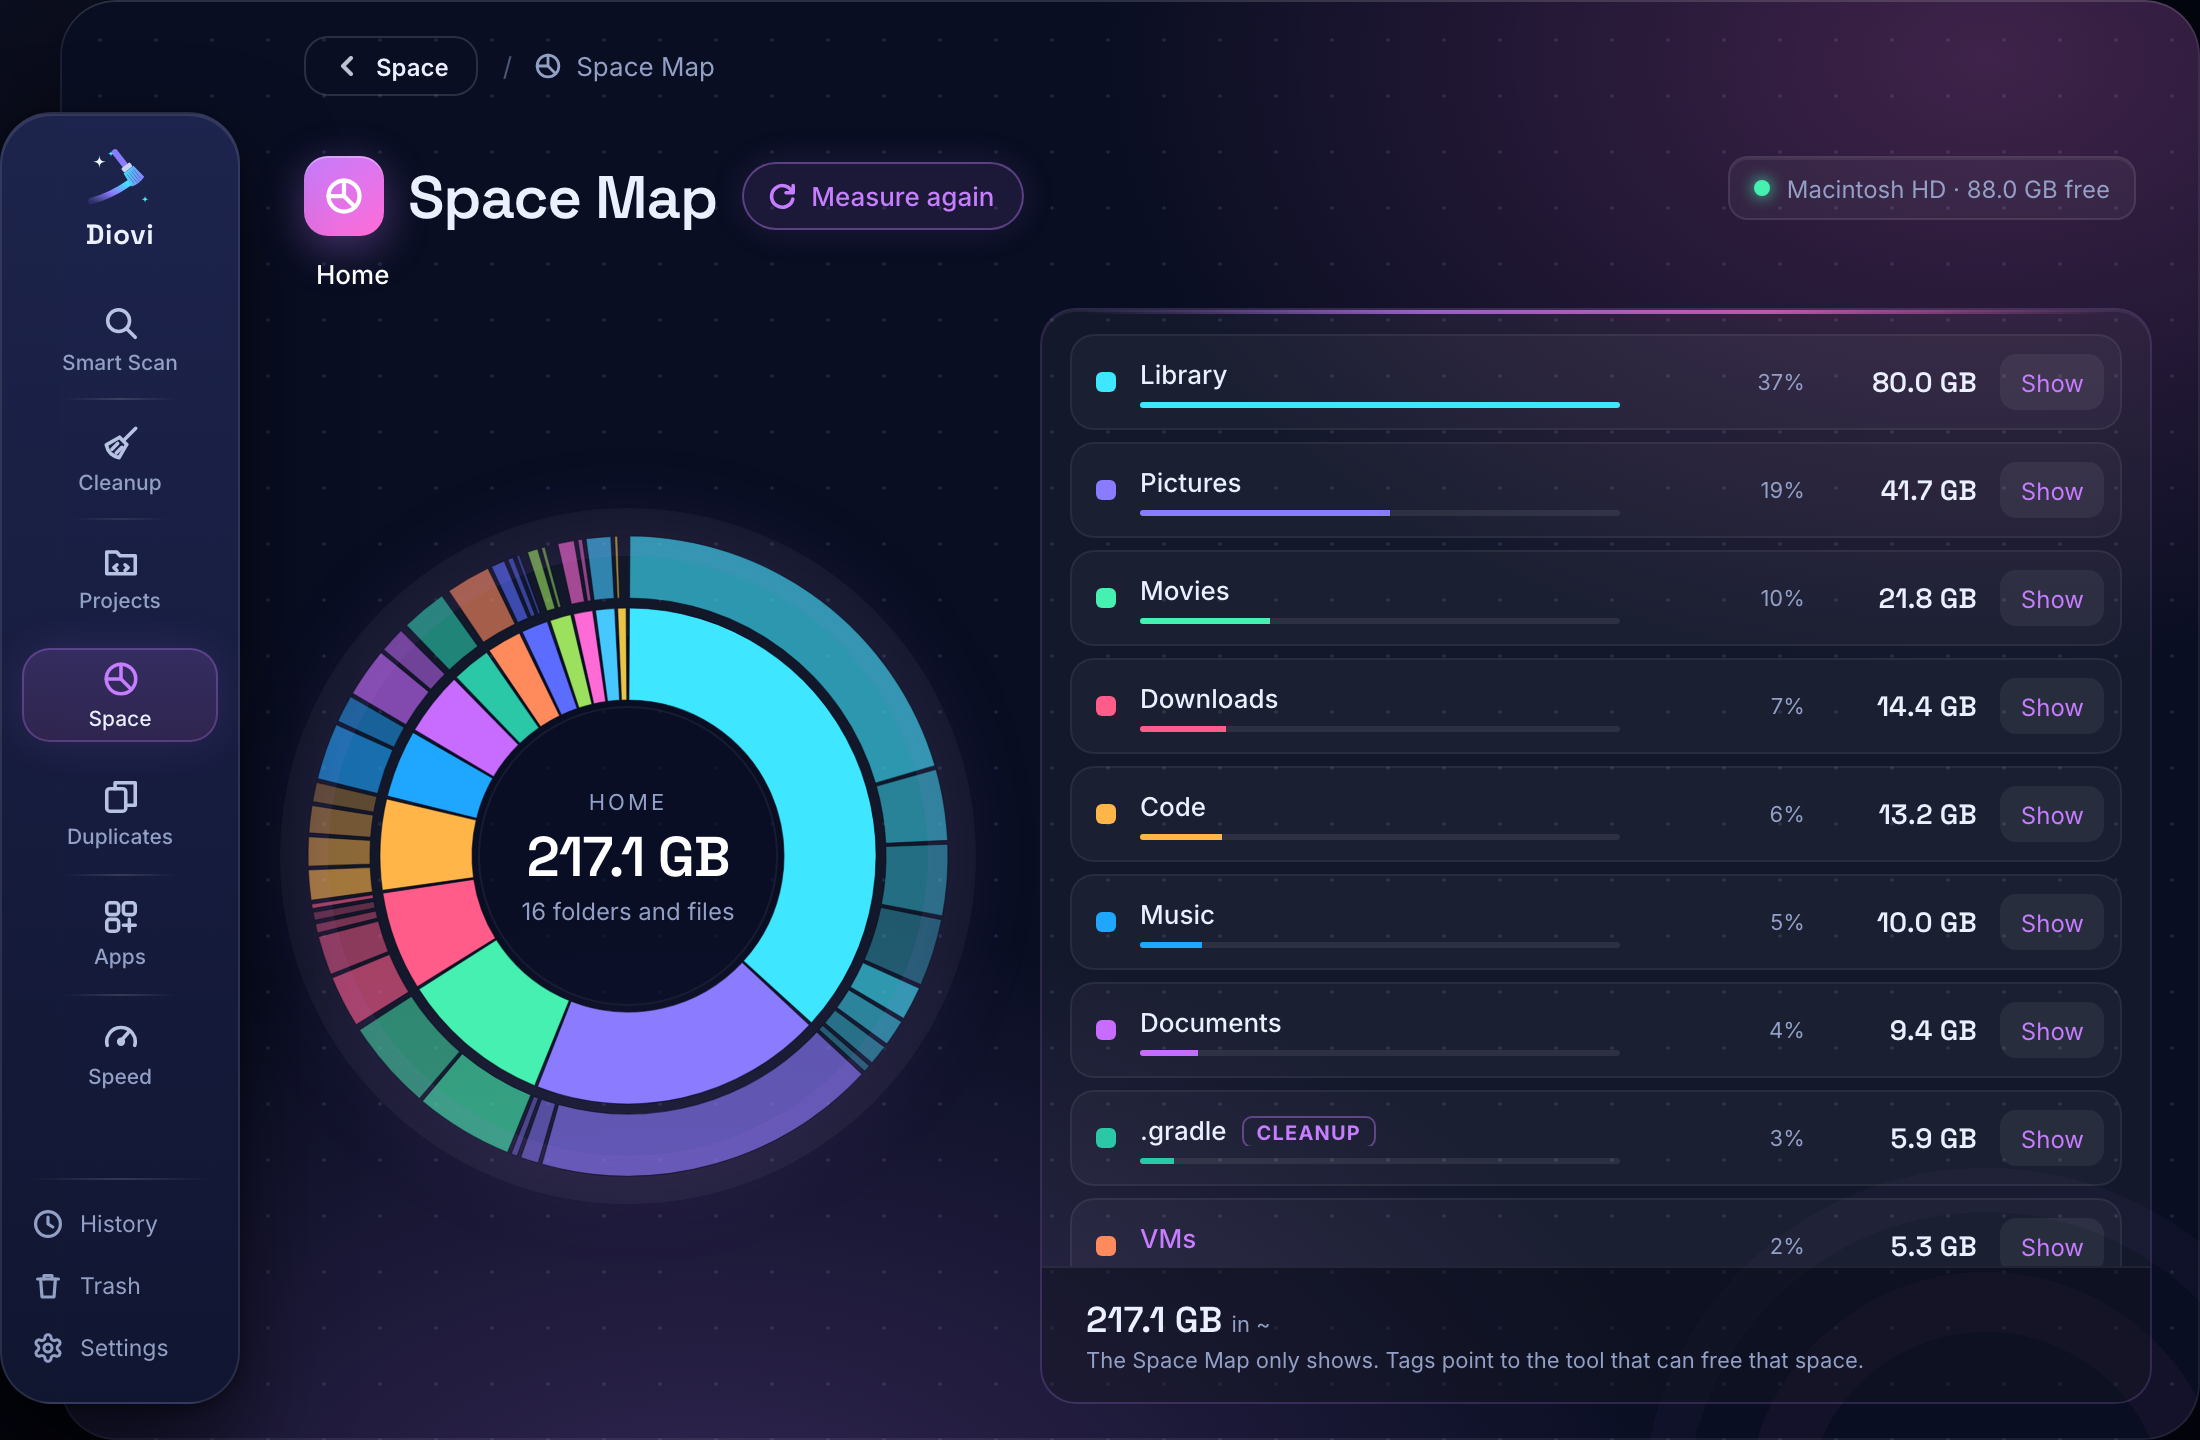 Space / Space Map
Diovi
Smart Scan
Cleanup
Projects
Space
Duplicates
Apps
Speed
History
Trash
Settings
Space Map
Measure again
Macintosh HD · 88.0 GB free
Home
HOME
217.1 GB
16 folders and files
Library 37% 80.0 GB Show
Pictures 19% 41.7 GB Show
Movies 10% 21.8 GB Show
Downloads 7% 14.4 GB Show
Code 6% 13.2 GB Show
Music 5% 10.0 GB Show
Documents 4% 9.4 GB Show
.gradle CLEANUP 3% 5.9 GB Show
VMs 2% 5.3 GB Show
217.1 GB in ~
The Space Map only shows. Tags point to the tool that can free that space.